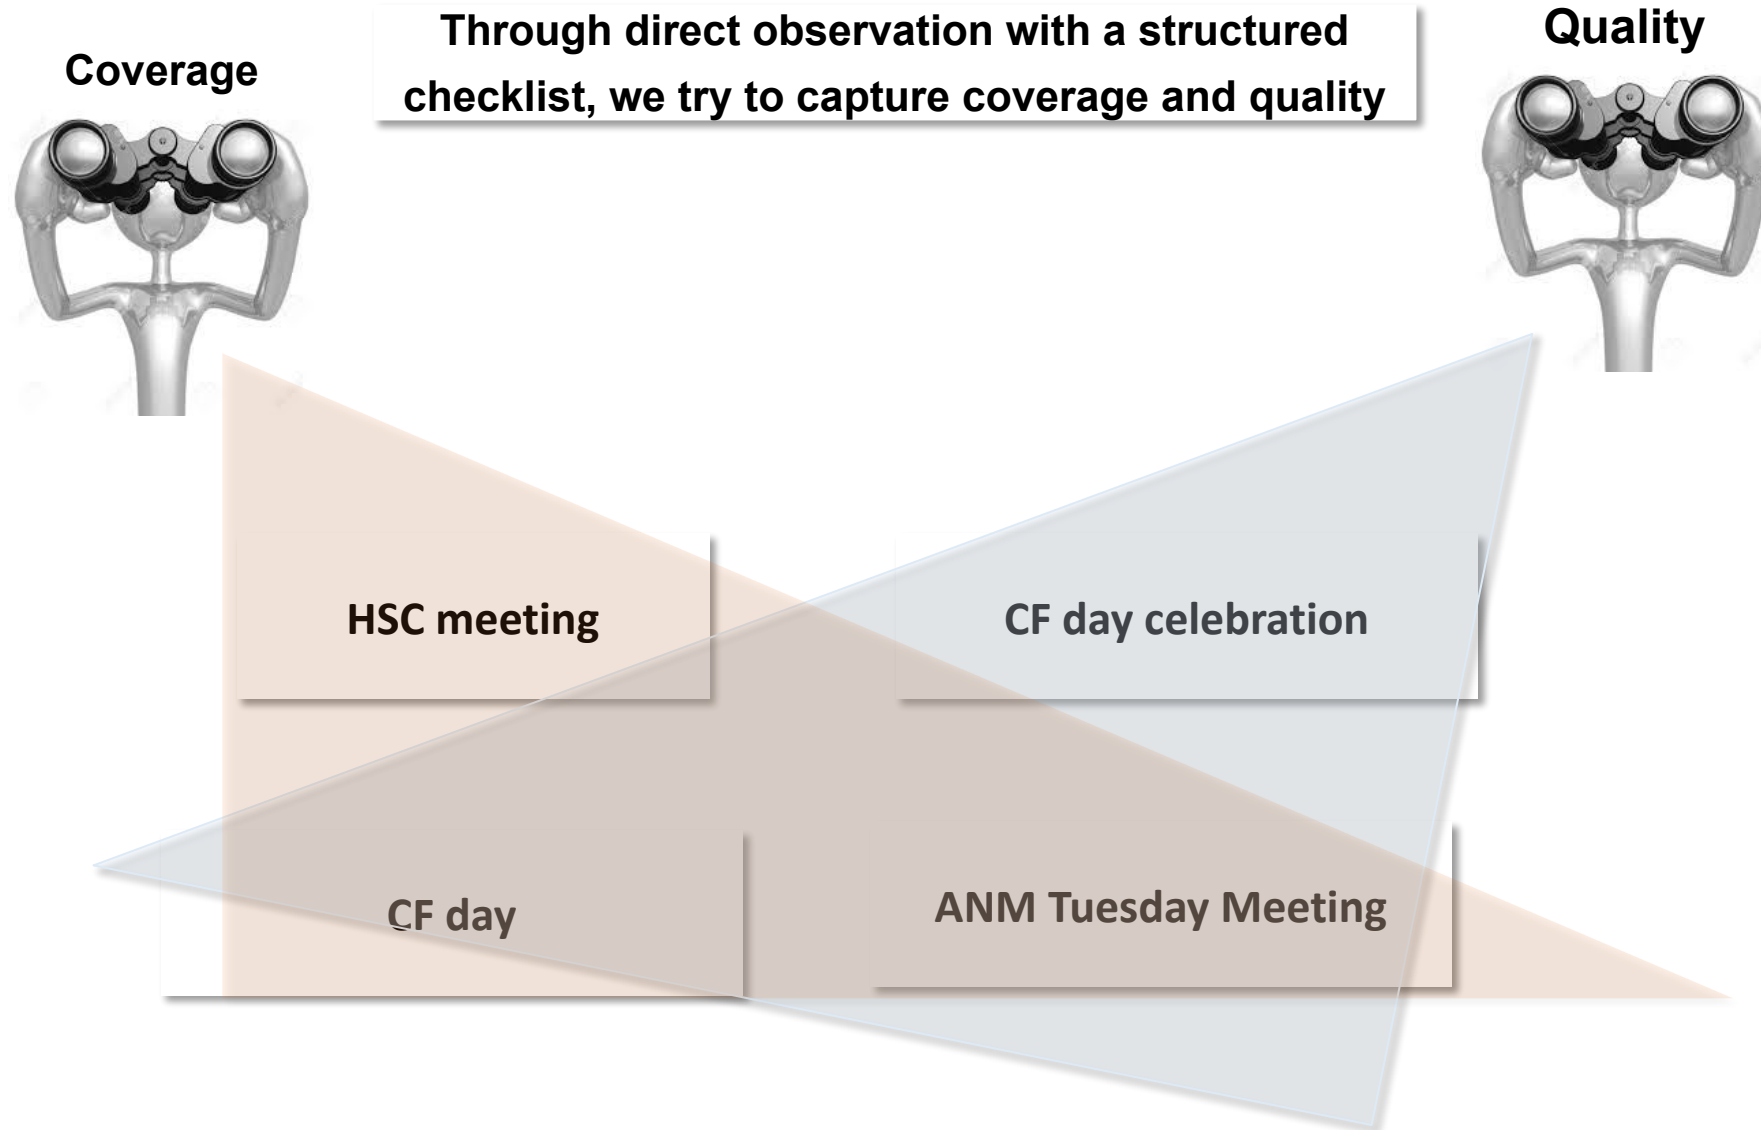 Coverage
Through direct observation with a structured
checklist, we try to capture coverage and quality
Quality
HSC meeting
CF day celebration
CF day
ANM Tuesday Meeting